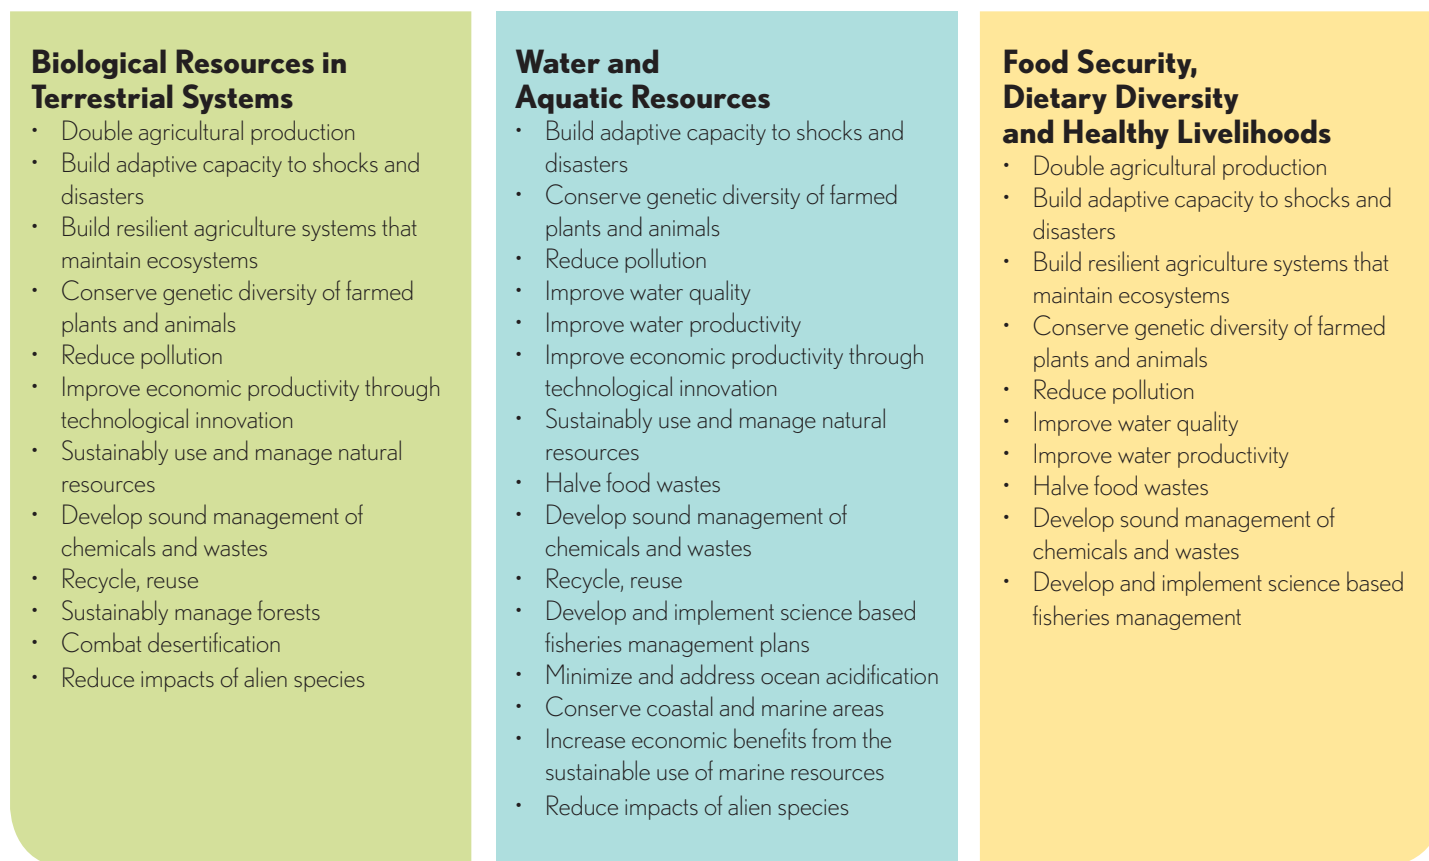 Biological Resources in
Terrestrial Systems
• Double agricultural production
• Build adaptive capacity to shocks and
disasters
• Build resilient agriculture systems that
maintain ecosystems
• Conserve genetic diversity of farmed
plants and animals
• Reduce pollution
• Improve economic productivity through
technological innovation
• Sustainably use and manage natural
resources
• Develop sound management of
chemicals and wastes
• Recycle, reuse
• Sustainably manage forests
• Combat desertification
• Reduce impacts of alien species
Water and
Aquatic Resources
• Build adaptive capacity to shocks and
disasters
• Conserve genetic diversity of farmed
plants and animals
• Reduce pollution
• Improve water quality
• Improve water productivity
• Improve economic productivity through
technological innovation
• Sustainably use and manage natural
resources
• Halve food wastes
• Develop sound management of
chemicals and wastes
• Recycle, reuse
• Develop and implement science based
fisheries management plans
• Minimize and address ocean acidification
• Conserve coastal and marine areas
• Increase economic benefits from the
sustainable use of marine resources
• Reduce impacts of alien species
Food Security,
Dietary Diversity
and Healthy Livelihoods
• Double agricultural production
• Build adaptive capacity to shocks and
disasters
• Build resilient agriculture systems that
maintain ecosystems
• Conserve genetic diversity of farmed
plants and animals
• Reduce pollution
• Improve water quality
• Improve water productivity
• Halve food wastes
• Develop sound management of
chemicals and wastes
• Develop and implement science based
fisheries management